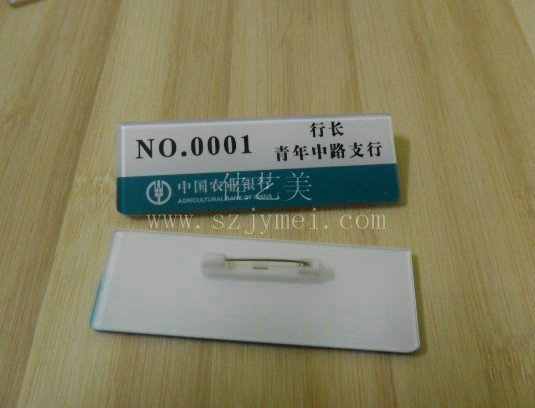 NO.0001
行长
青年中路支行
中国农业银行
AGRICULTURAL BANK OF CHINA
佳艺美
www.szjymei.com